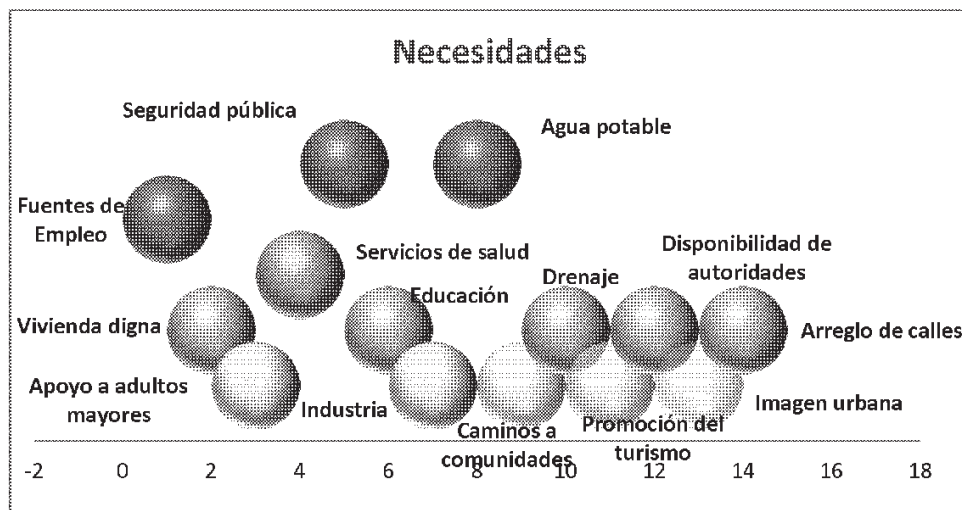 Necesidades
Seguridad pública
Agua potable
Fuentes de
Empleo
Servicios de salud
Disponibilidad de
autoridades
Drenaje
Educación
Vivienda digna
Arreglo de calles
Apoyo a adultos
mayores
Industria
Imagen urbana
Caminos a
comunidades
Promoción del
turismo
-2 0 2 4 6 8 10 12 14 16 18